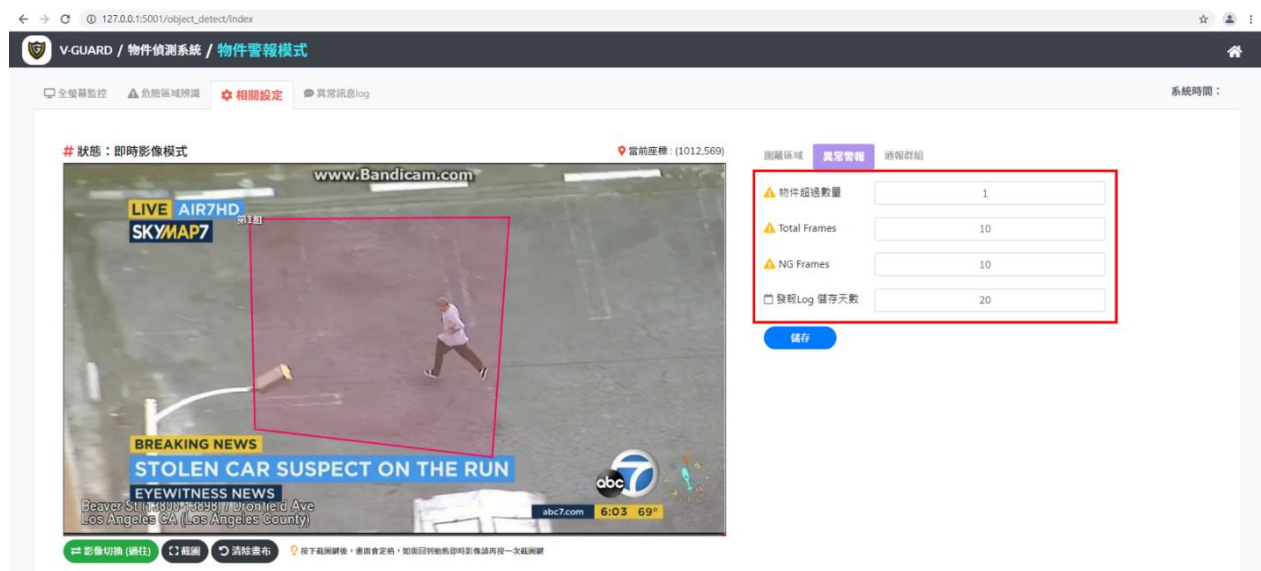 127.0.0.1:5001/object_detect/Index
V-GUARD / 物件偵測系統 / 物件警報模式
全螢幕監控 危險區域辨識 相關設定 異常訊息log 系統時間：
# 狀態：即時影像模式 當前座標 : (1012,569)
圍籬區域 異常警報 通報群組
www.Bandicam.com
LIVE AIR7HD
SKYMAP7
第1組
物件超過數量 1
Total Frames 10
NG Frames 10
發報Log 儲存天數 20
儲存
BREAKING NEWS
STOLEN CAR SUSPECT ON THE RUN
EYEWITNESS NEWS
Beaver St (13800-13898) / Dronfield Ave
Los Angeles CA (Los Angeles County)
abc 7
abc7.com 6:03 69°
影像切換 (過往) 截圖 清除畫布 按下截圖鍵後，畫面會定格，如需回到動態即時影像請再按一次截圖鍵